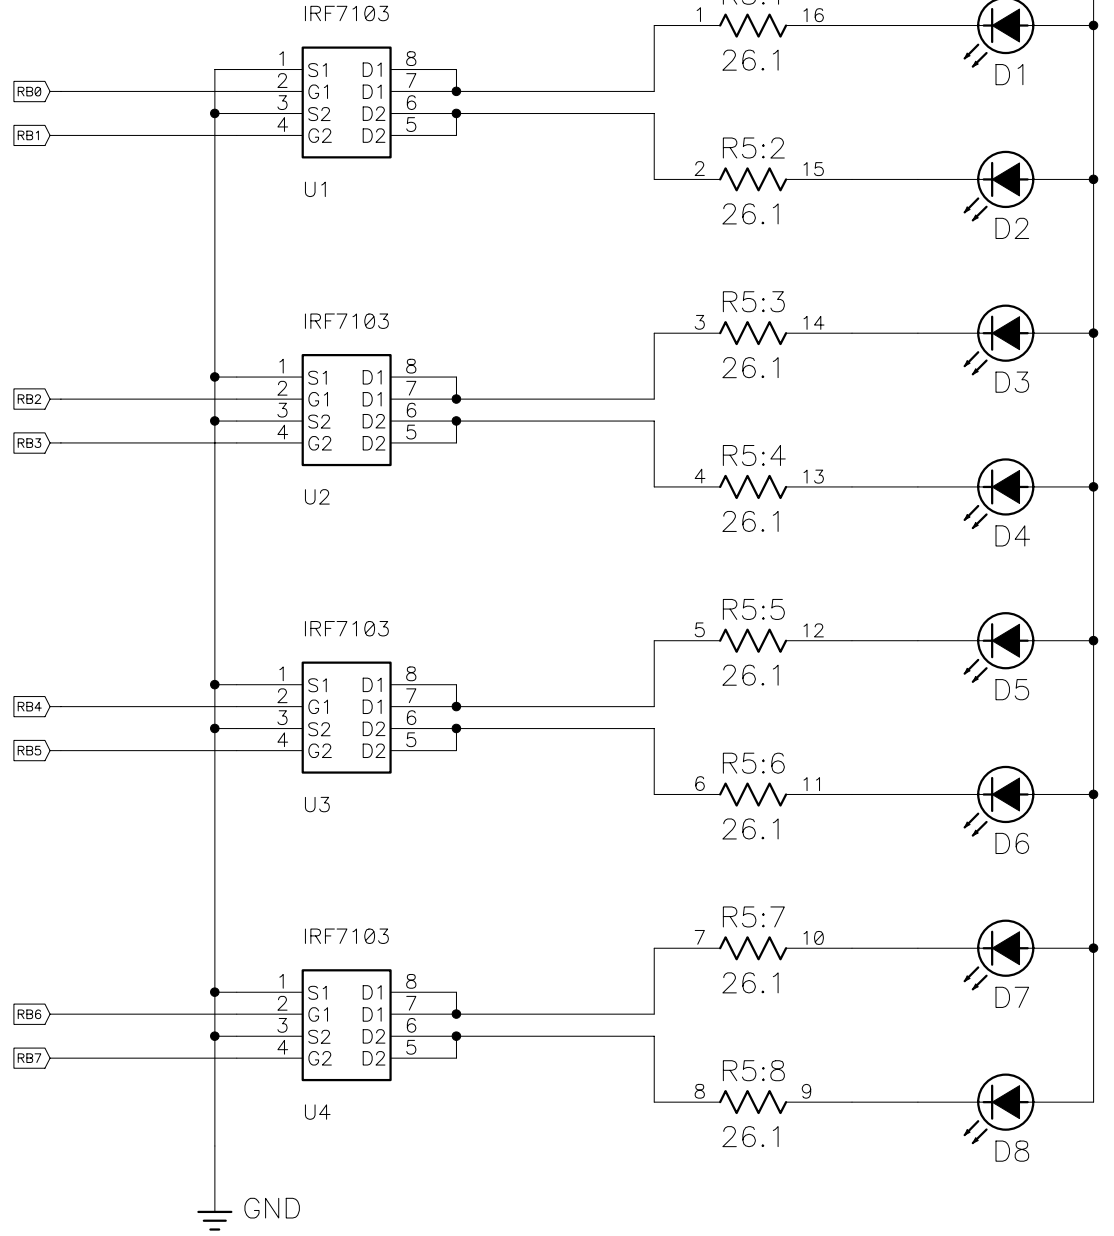 IRF7103
1 S1 D1 8
RB0 2 G1 D1 7
3 S2 D2 6
RB1 4 G2 D2 5
U1
1 16
26.1
D1
R5:2
2 15
26.1
D2
IRF7103
1 S1 D1 8
RB2 2 G1 D1 7
3 S2 D2 6
RB3 4 G2 D2 5
U2
R5:3
3 14
26.1
D3
R5:4
4 13
26.1
D4
IRF7103
1 S1 D1 8
RB4 2 G1 D1 7
3 S2 D2 6
RB5 4 G2 D2 5
U3
R5:5
5 12
26.1
D5
R5:6
6 11
26.1
D6
IRF7103
1 S1 D1 8
RB6 2 G1 D1 7
3 S2 D2 6
RB7 4 G2 D2 5
U4
R5:7
7 10
26.1
D7
R5:8
8 9
26.1
D8
GND